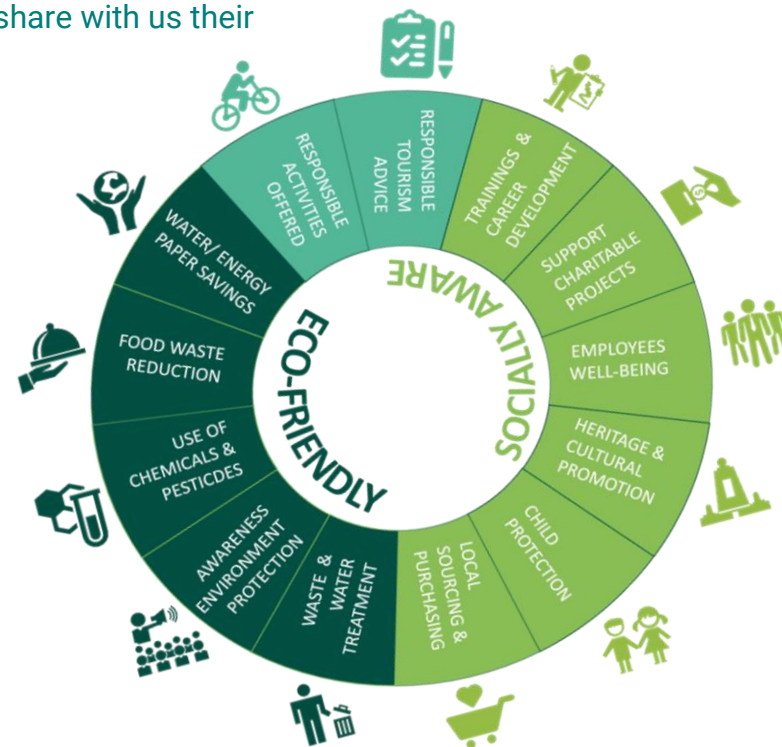 share with us their
RESPONSIBLE
TOURISM
ADVICE
TRAININGS &
CAREER
DEVELOPMENT
SUPPORT
CHARITABLE
PROJECTS
EMPLOYEES
WELL-BEING
HERITAGE &
CULTURAL
PROMOTION
CHILD
PROTECTION
LOCAL
SOURCING &
PURCHASING
WASTE &
WATER
TREATMENT
AWARENESS
ENVIRONMENT
PROTECTION
USE OF
CHEMICALS &
PESTICDES
FOOD WASTE
REDUCTION
WATER/ ENERGY
PAPER SAVINGS
RESPONSIBLE
ACTIVITIES
OFFERED
ECO-FRIENDLY
SOCIALLY AWARE